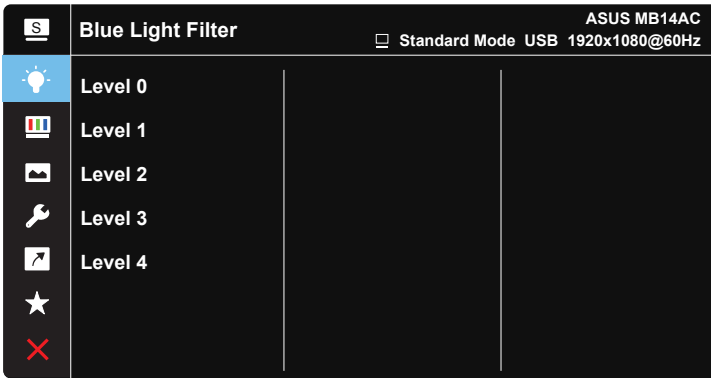 S
Blue Light Filter
ASUS MB14AC
Standard Mode USB 1920x1080@60Hz
Level 0
Level 1
Level 2
Level 3
Level 4